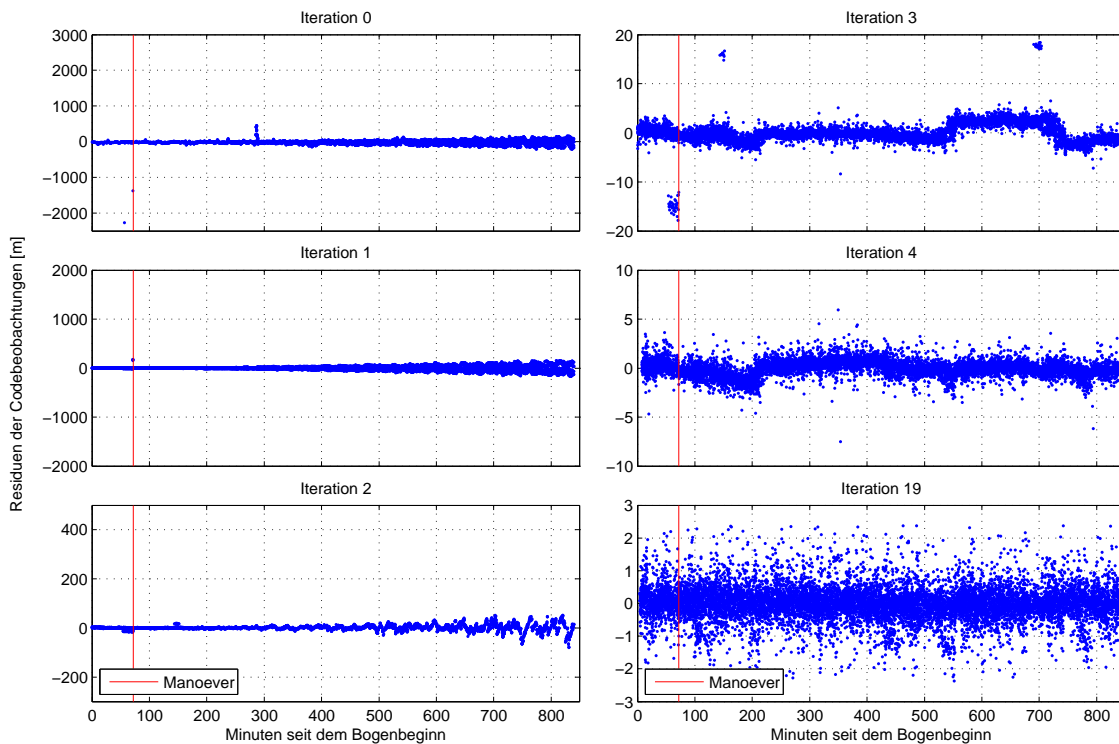 Iteration 0
3000
2000
1000
0
−1000
−2000
Iteration 1
2000
1000
0
−1000
−2000
Iteration 2
400
200
0
−200
0 100 200 300 400 500 600 700 800
Minuten seit dem Bogenbeginn
Manoever
Residuen der Codebeobachtungen [m]
Iteration 3
20
10
0
−10
−20
Iteration 4
10
5
0
−5
−10
Iteration 19
3
2
1
0
−1
−2
−3
0 100 200 300 400 500 600 700 800
Minuten seit dem Bogenbeginn
Manoever